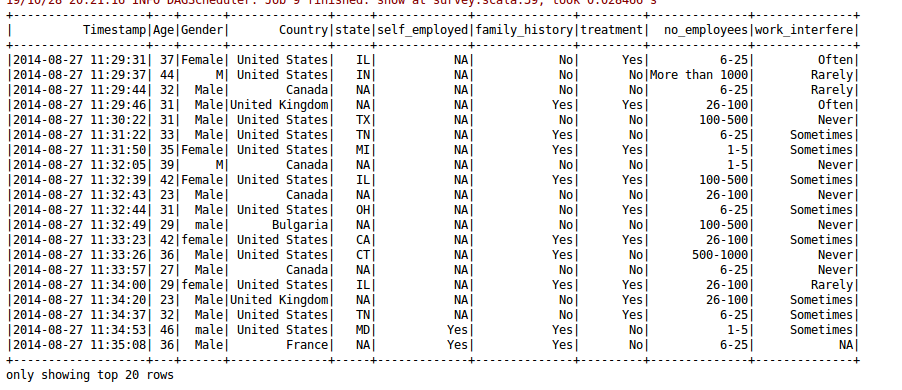 19/10/28 20:21:16 INFO DAGScheduler: Job 9 finished: show at survey.scala:59, took 0.028466 s
+-------------------+---+------+--------------+-----+-------------+--------------+---------+--------------+--------------+
|          Timestamp|Age|Gender|       Country|state|self_employed|family_history|treatment|  no_employees|work_interfere|
+-------------------+---+------+--------------+-----+-------------+--------------+---------+--------------+--------------+
|2014-08-27 11:29:31| 37|Female| United States|   IL|           NA|            No|      Yes|          6-25|         Often|
|2014-08-27 11:29:37| 44|     M| United States|   IN|           NA|            No|       No|More than 1000|        Rarely|
|2014-08-27 11:29:44| 32|  Male|        Canada|   NA|           NA|            No|       No|          6-25|        Rarely|
|2014-08-27 11:29:46| 31|  Male|United Kingdom|   NA|           NA|           Yes|      Yes|        26-100|         Often|
|2014-08-27 11:30:22| 31|  Male| United States|   TX|           NA|            No|       No|       100-500|         Never|
|2014-08-27 11:31:22| 33|  Male| United States|   TN|           NA|           Yes|       No|          6-25|     Sometimes|
|2014-08-27 11:31:50| 35|Female| United States|   MI|           NA|           Yes|      Yes|           1-5|     Sometimes|
|2014-08-27 11:32:05| 39|     M|        Canada|   NA|           NA|            No|       No|           1-5|         Never|
|2014-08-27 11:32:39| 42|Female| United States|   IL|           NA|           Yes|      Yes|       100-500|     Sometimes|
|2014-08-27 11:32:43| 23|  Male|        Canada|   NA|           NA|            No|       No|        26-100|         Never|
|2014-08-27 11:32:44| 31|  Male| United States|   OH|           NA|            No|      Yes|          6-25|     Sometimes|
|2014-08-27 11:32:49| 29|  male|      Bulgaria|   NA|           NA|            No|       No|       100-500|         Never|
|2014-08-27 11:33:23| 42|female| United States|   CA|           NA|           Yes|      Yes|        26-100|     Sometimes|
|2014-08-27 11:33:26| 36|  Male| United States|   CT|           NA|           Yes|       No|      500-1000|         Never|
|2014-08-27 11:33:57| 27|  Male|        Canada|   NA|           NA|            No|       No|          6-25|         Never|
|2014-08-27 11:34:00| 29|female| United States|   IL|           NA|           Yes|      Yes|        26-100|        Rarely|
|2014-08-27 11:34:20| 23|  Male|United Kingdom|   NA|           NA|            No|      Yes|        26-100|     Sometimes|
|2014-08-27 11:34:37| 32|  Male| United States|   TN|           NA|            No|      Yes|          6-25|     Sometimes|
|2014-08-27 11:34:53| 46|  male| United States|   MD|          Yes|           Yes|       No|           1-5|     Sometimes|
|2014-08-27 11:35:08| 36|  Male|        France|   NA|          Yes|           Yes|       No|          6-25|            NA|
+-------------------+---+------+--------------+-----+-------------+--------------+---------+--------------+--------------+
only showing top 20 rows